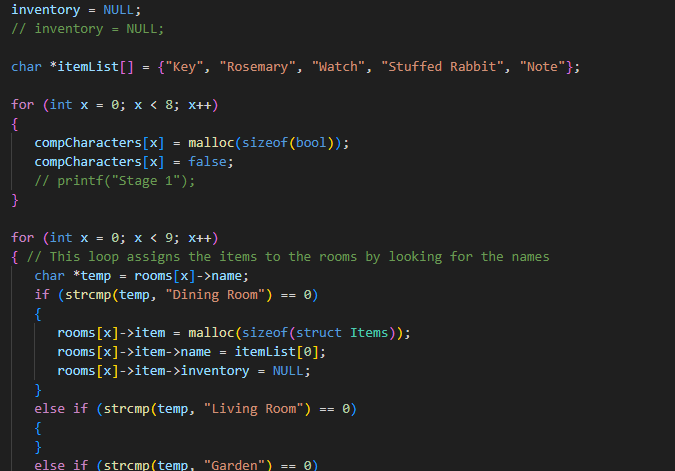 inventory = NULL;
// inventory = NULL;
char *itemList[] = {"Key", "Rosemary", "Watch", "Stuffed Rabbit", "Note"};
for (int x = 0; x < 8; x++)
{
compCharacters[x] = malloc(sizeof(bool));
compCharacters[x] = false;
// printf("Stage 1");
}
for (int x = 0; x < 9; x++)
{ // This loop assigns the items to the rooms by looking for the names
char *temp = rooms[x]->name;
if (strcmp(temp, "Dining Room") == 0)
{
rooms[x]->item = malloc(sizeof(struct Items));
rooms[x]->item->name = itemList[0];
rooms[x]->item->inventory = NULL;
}
else if (strcmp(temp, "Living Room") == 0)
{
}
else if (strcmp(temp, "Garden") == 0)